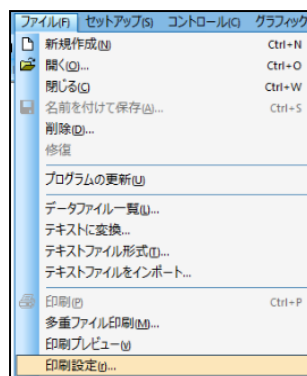 ファイル(F) セットアップ(S) コントロール(C) グラフィック
新規作成(N) Ctrl+N
開く(O)... Ctrl+O
閉じる(C) Ctrl+W
名前を付けて保存(A)... Ctrl+S
削除(D)...
修復
プログラムの更新(U)
データファイル一覧(L)...
テキストに変換...
テキストファイル形式(T)...
テキストファイルをインポート...
印刷(P) Ctrl+P
多重ファイル印刷(M)...
印刷プレビュー(V)
印刷設定(r)...